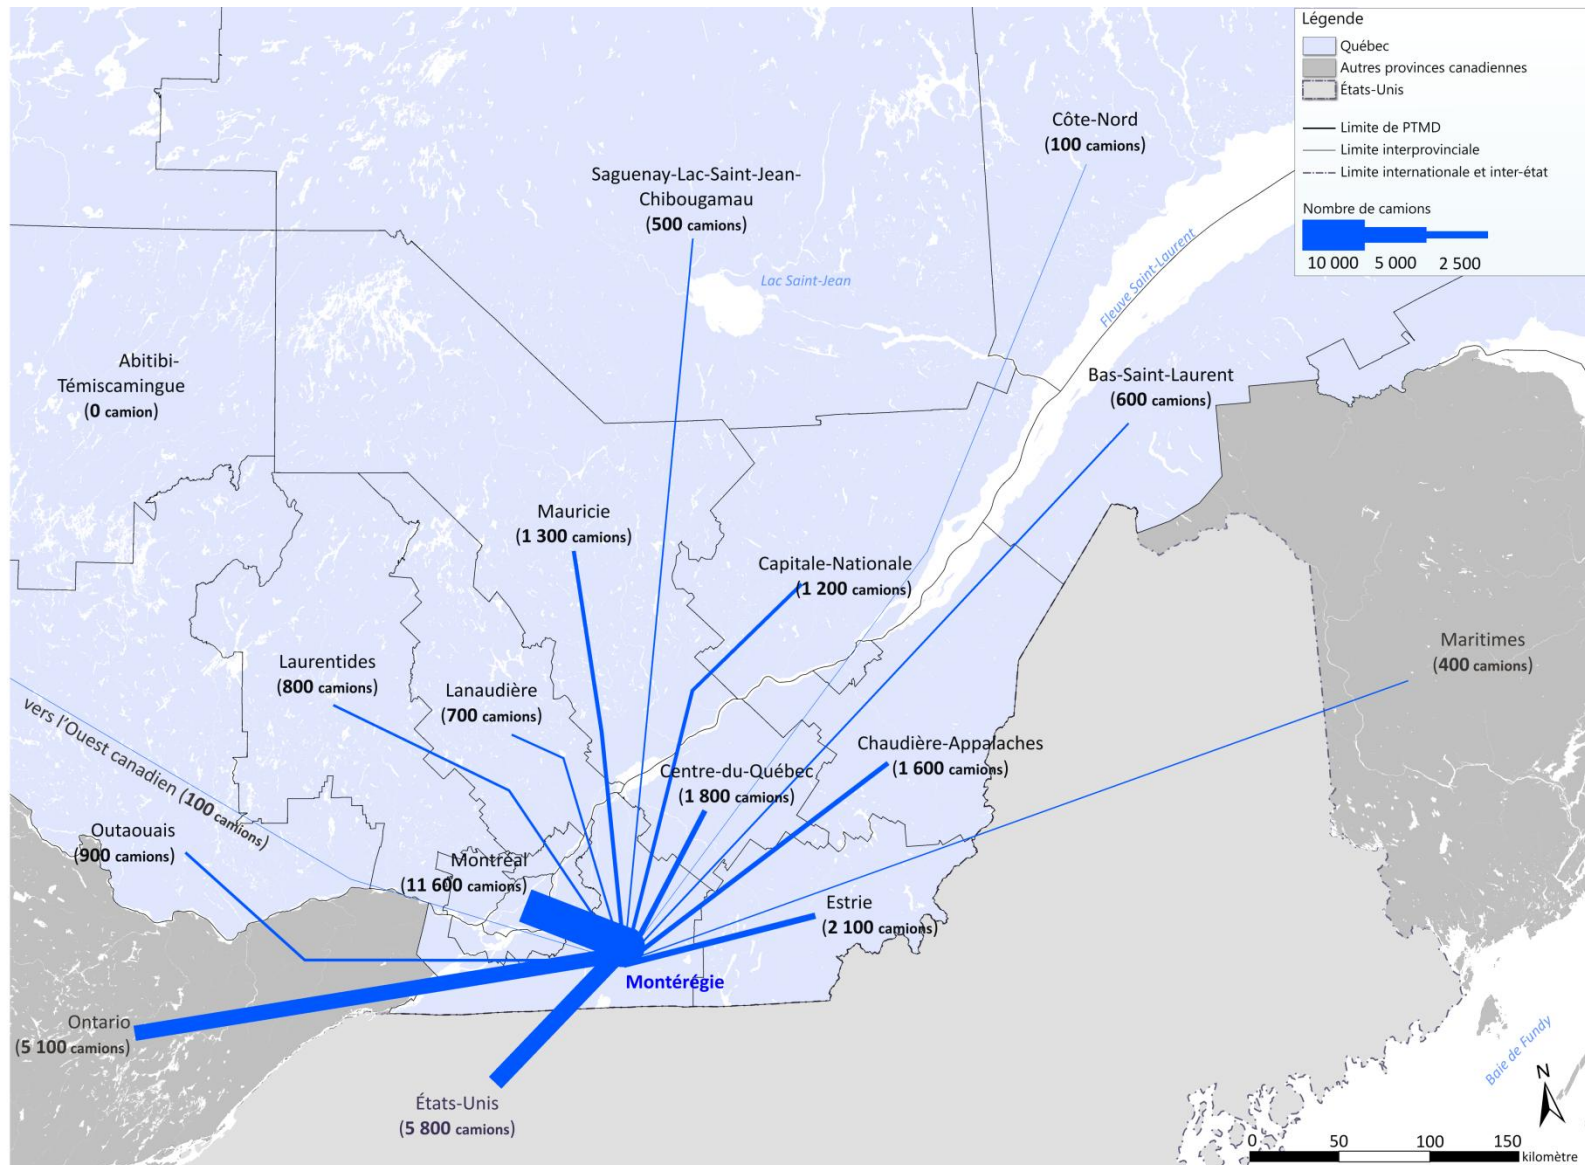 Légende
Québec
Autres provinces canadiennes
États-Unis
Limite de PTMD
Limite interprovinciale
Limite internationale et inter-état
Nombre de camions
10 000
5 000
2 500
Côte-Nord
(100 camions)
Saguenay-Lac-Saint-Jean-
Chibougamau
(500 camions)
Lac Saint-Jean
Fleuve Saint-Laurent
Abitibi-
Témiscamingue
(0 camion)
Bas-Saint-Laurent
(600 camions)
Mauricie
(1 300 camions)
Capitale-Nationale
(1 200 camions)
Maritimes
(400 camions)
Laurentides
(800 camions)
Lanaudière
(700 camions)
vers l'Ouest canadien (100 camions)
Chaudière-Appalaches
(1 600 camions)
Centre-du-Québec
(1 800 camions)
Outaouais
(900 camions)
Montréal
(11 600 camions)
Estrie
(2 100 camions)
Montérégie
Ontario
(5 100 camions)
États-Unis
(5 800 camions)
Baie de Fundy
N
0 50 100 150
kilomètre